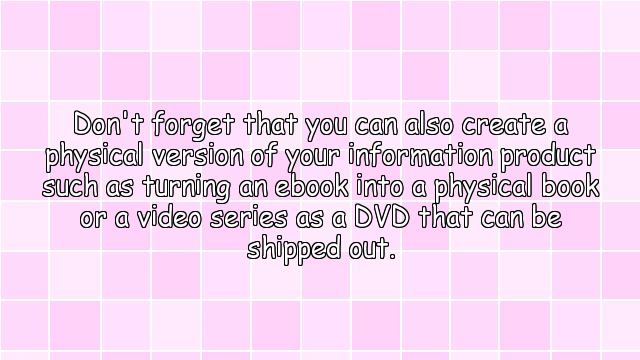 Don't forget that you can also create a
physical version of your information product
such as turning an ebook into a physical book
or a video series as a DVD that can be
shipped out.